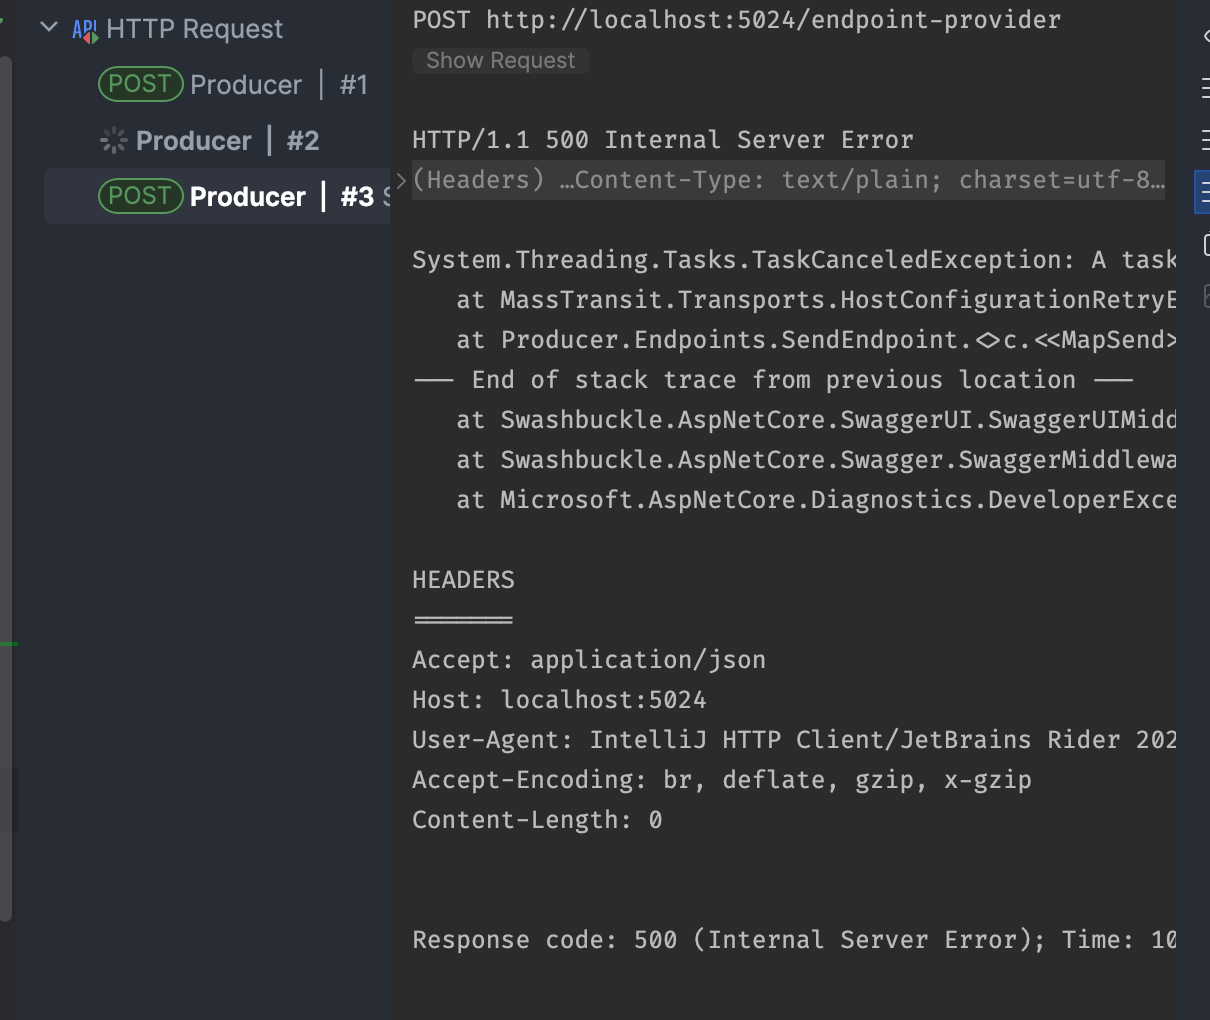 API HTTP Request
POST Producer | #1
Producer | #2
POST Producer | #3
POST http://localhost:5024/endpoint-provider
Show Request
HTTP/1.1 500 Internal Server Error
(Headers) …Content-Type: text/plain; charset=utf-8…
System.Threading.Tasks.TaskCanceledException: A task
at MassTransit.Transports.HostConfigurationRetryE
at Producer.Endpoints.SendEndpoint.<>c.<<MapSend>
--- End of stack trace from previous location ---
at Swashbuckle.AspNetCore.SwaggerUI.SwaggerUIMidd
at Swashbuckle.AspNetCore.Swagger.SwaggerMiddlewa
at Microsoft.AspNetCore.Diagnostics.DeveloperExce
HEADERS
=======
Accept: application/json
Host: localhost:5024
User-Agent: IntelliJ HTTP Client/JetBrains Rider 202
Accept-Encoding: br, deflate, gzip, x-gzip
Content-Length: 0
Response code: 500 (Internal Server Error); Time: 10